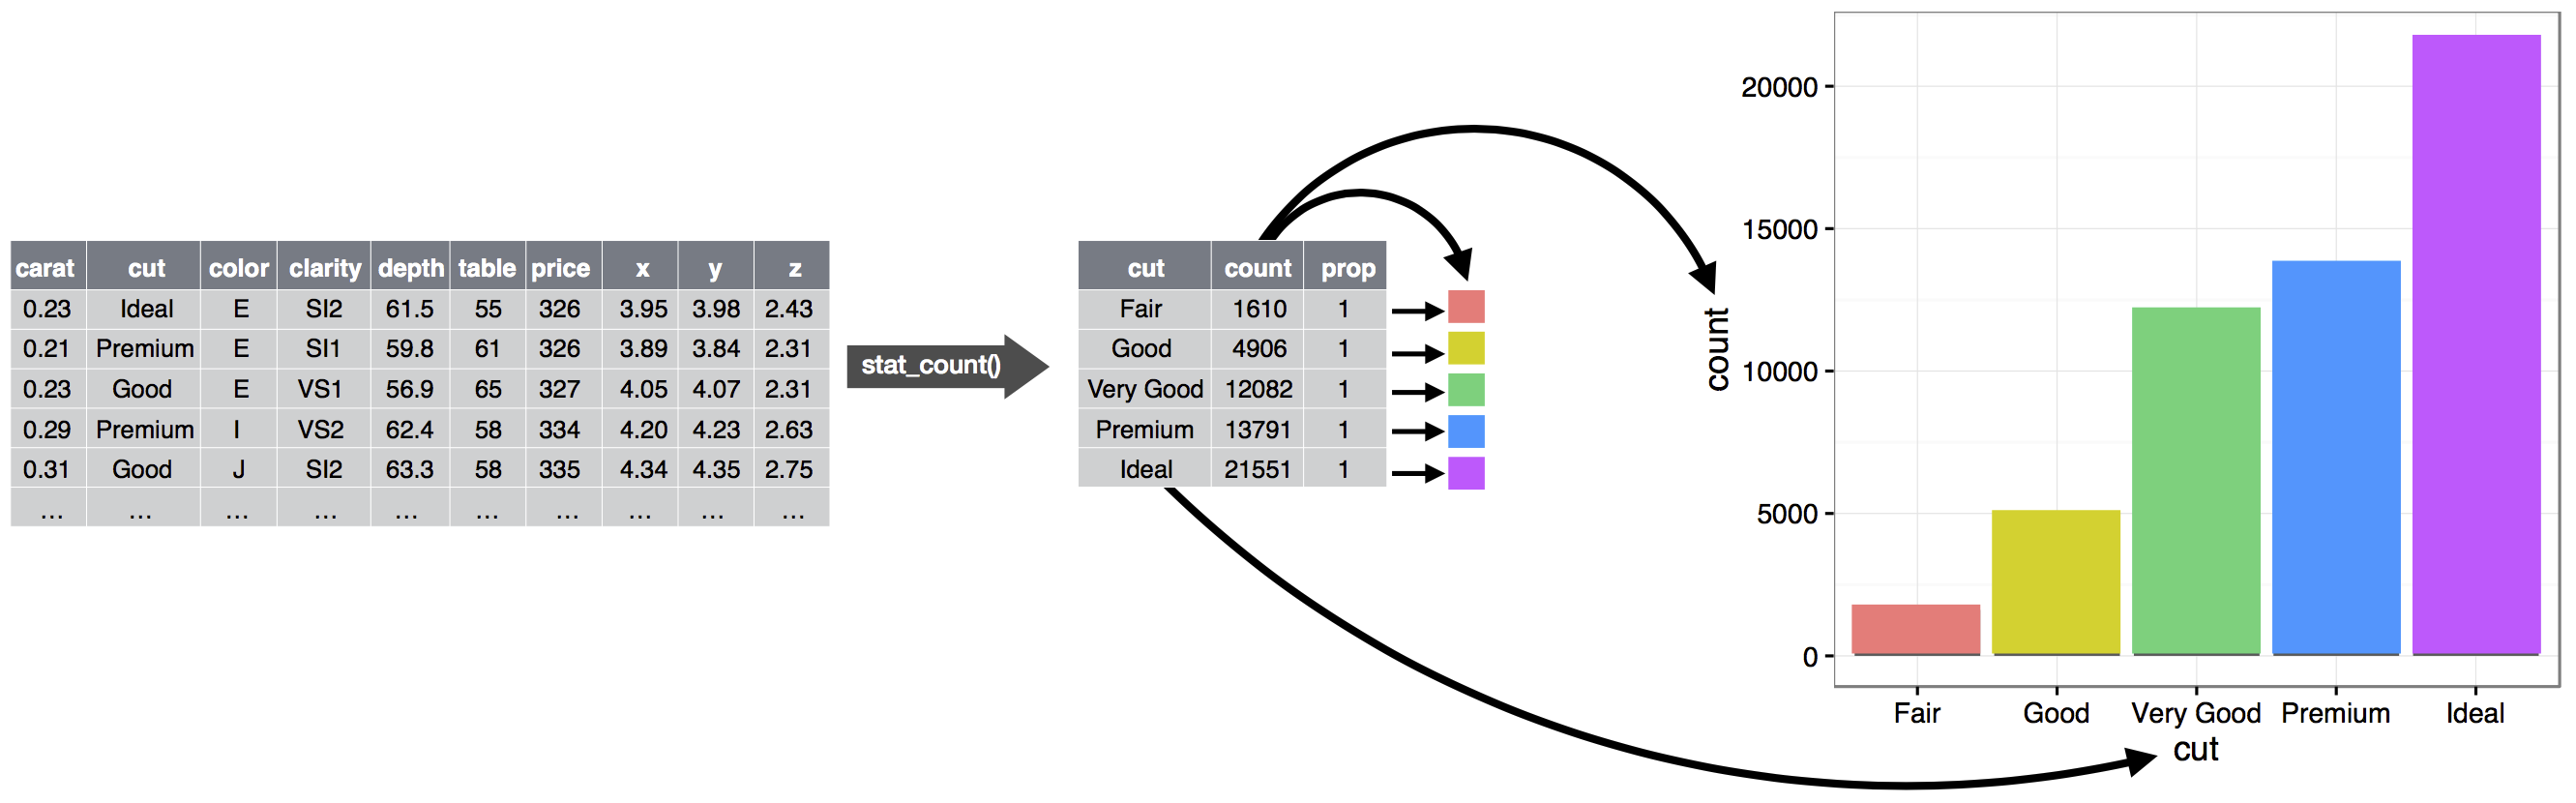 carat cut color clarity depth table price x y z
0.23 Ideal E SI2 61.5 55 326 3.95 3.98 2.43
0.21 Premium E SI1 59.8 61 326 3.89 3.84 2.31
0.23 Good E VS1 56.9 65 327 4.05 4.07 2.31
0.29 Premium I VS2 62.4 58 334 4.20 4.23 2.63
0.31 Good J SI2 63.3 58 335 4.34 4.35 2.75
... ... ... ... ... ... ... ... ... ...
stat_count()
cut count prop
Fair 1610 1
Good 4906 1
Very Good 12082 1
Premium 13791 1
Ideal 21551 1
count
20000
15000
10000
5000
0
Fair Good Very Good Premium Ideal
cut